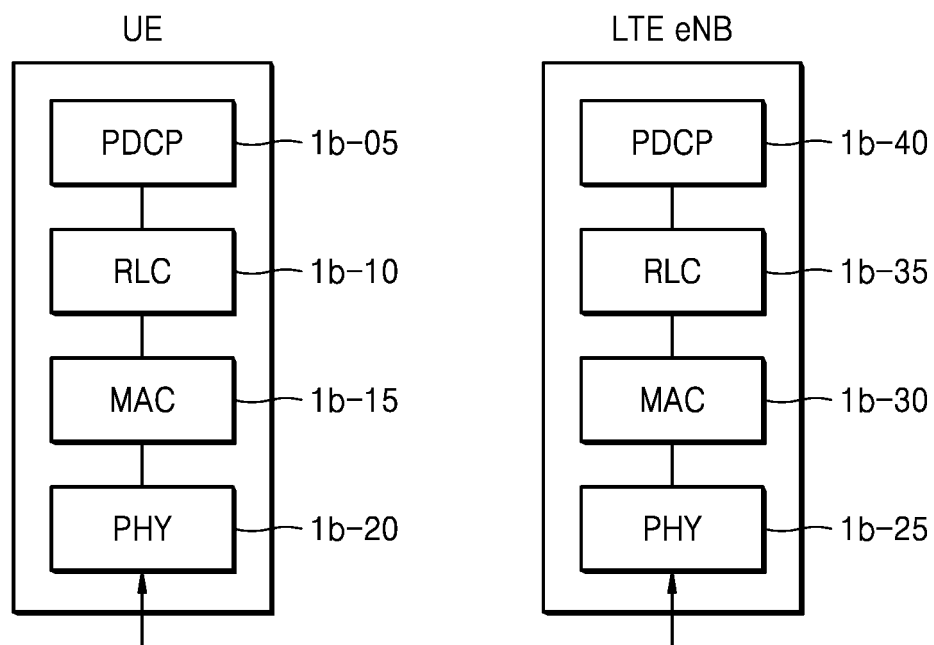 UE
LTE eNB
PDCP
1b-05
PDCP
1b-40
RLC
1b-10
RLC
1b-35
MAC
1b-15
MAC
1b-30
PHY
1b-20
PHY
1b-25